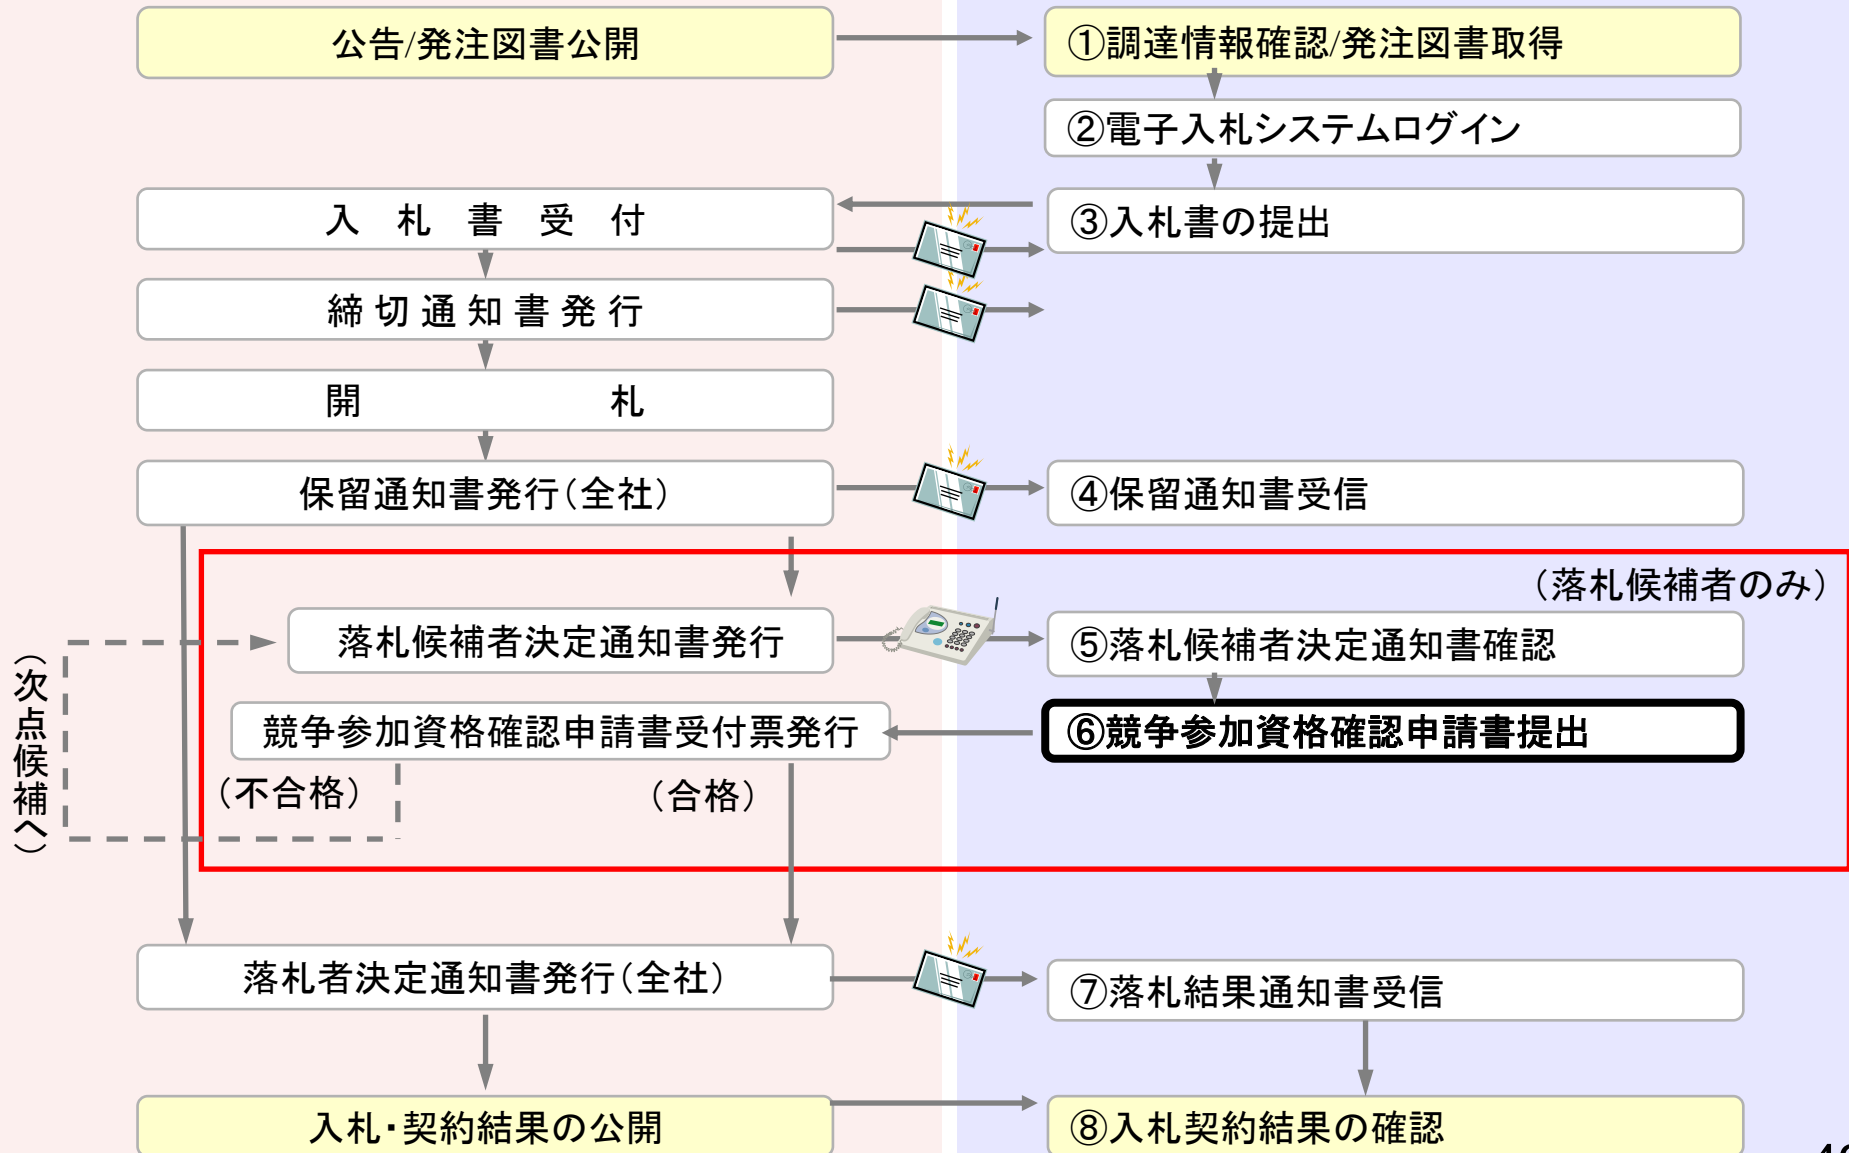 公告/発注図書公開
①調達情報確認/発注図書取得
②電子入札システムログイン
入札書受付
③入札書の提出
締切通知書発行
開札
保留通知書発行(全社)
④保留通知書受信
(落札候補者のみ)
落札候補者決定通知書発行
⑤落札候補者決定通知書確認
(次点候補へ)
競争参加資格確認申請書受付票発行
⑥競争参加資格確認申請書提出
(不合格)
(合格)
落札者決定通知書発行(全社)
⑦落札結果通知書受信
入札・契約結果の公開
⑧入札契約結果の確認